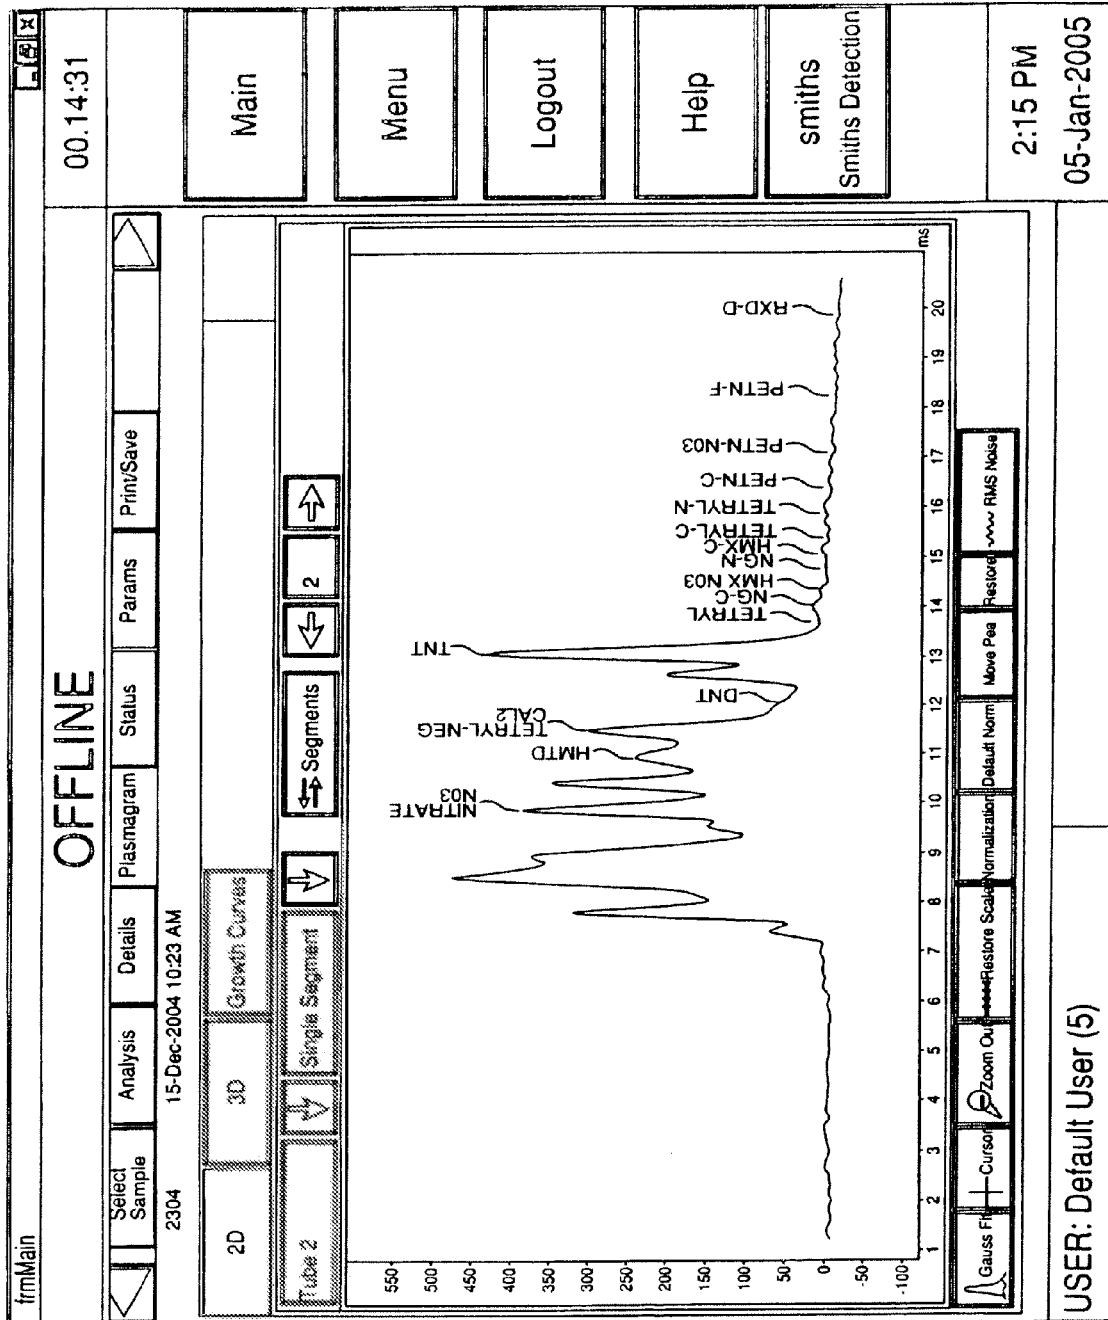 frmMain
OFFLINE
00.14:31
Select Sample
Analysis
Details
Plasmagram
Status
Params
Print/Save
2304
15-Dec-2004 10:23 AM
2D
3D
Growth Curves
Tube 2
Single Segment
Segments
2
550
500
450
400
350
300
250
200
150
100
50
0
-50
-100
NITRATE
N03
HMTD
TETRYL-NEG
CAL2
DNT
TNT
TETRYL
NG-C
HMX N03
NG-N
HMX-C
TETRYL-C
TETRYL-N
PETN-C
PETN-N03
PETN-F
RXD-D
1 2 3 4 5 6 7 8 9 10 11 12 13 14 15 16 17 18 19 20
ms
Gauss Fit
Cursor
Zoom Out
Restore Scale
Normalization
Default Norm
Move Pea
Restore
RMS Noise
Main
Menu
Logout
Help
smiths
Smiths Detection
USER: Default User (5)
2:15 PM
05-Jan-2005